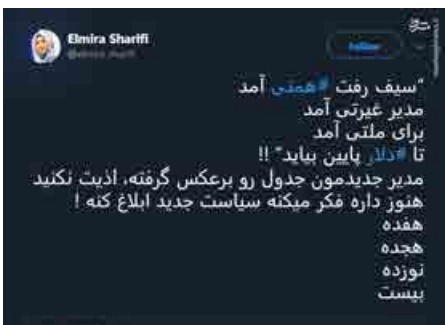 Elmira Sharifi
Follow
"سیف رفت #همتی آمد
مدیر غیرتی آمد
برای ملتی آمد
تا #دلار پایین بیاید" !!
مدیر جدیدمون جدول رو برعکس گرفته، اذیت نکنید
هنوز داره فکر میکنه سیاست جدید ابلاغ کنه !
هفده
هجده
نوزده
بیست